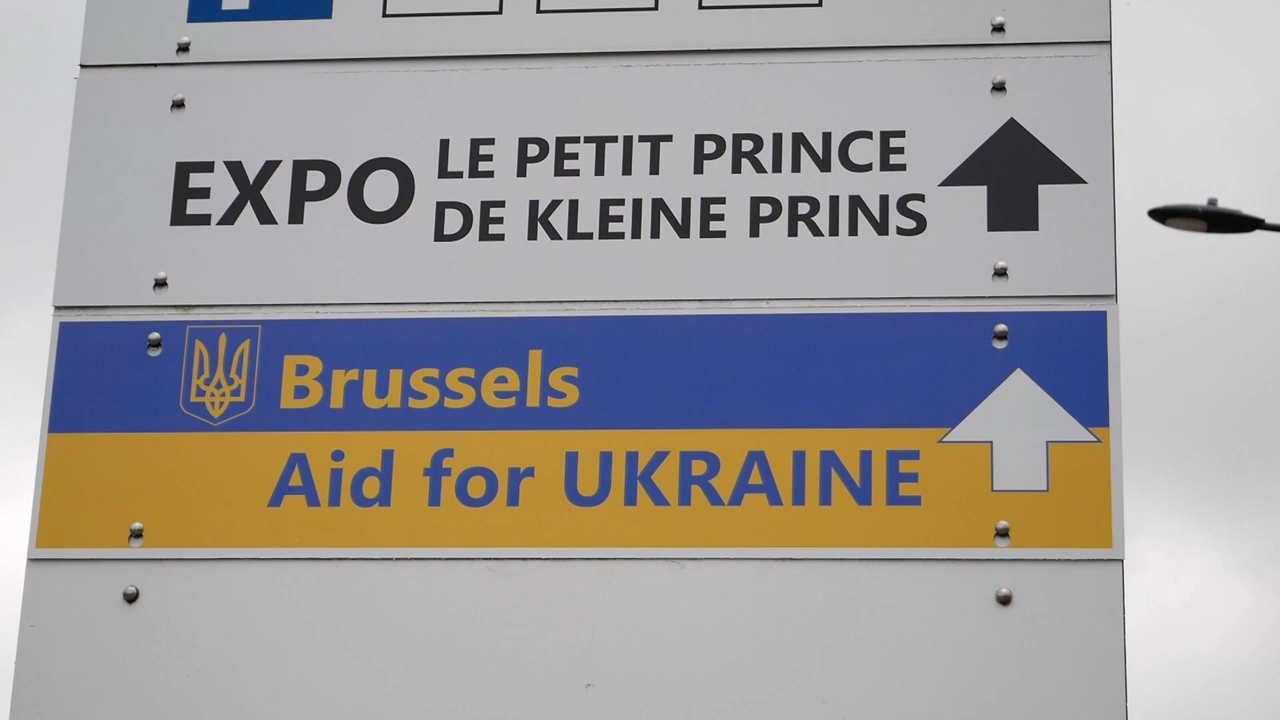 EXPO LE PETIT PRINCE
DE KLEINE PRINS
Brussels
Aid for UKRAINE